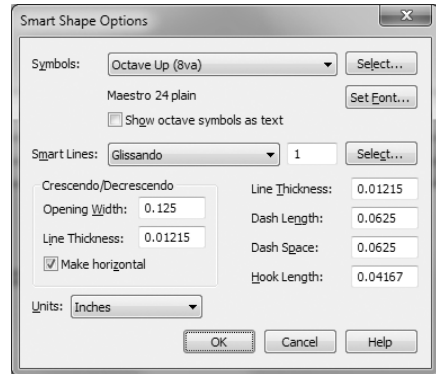 Smart Shape Options
X
Symbols: Octave Up (8va) Select...
Maestro 24 plain Set Font...
Show octave symbols as text
Smart Lines: Glissando 1 Select...
Crescendo/Decrescendo
Opening Width: 0.125
Line Thickness: 0.01215
Make horizontal
Line Thickness: 0.01215
Dash Length: 0.0625
Dash Space: 0.0625
Hook Length: 0.04167
Units: Inches
OK Cancel Help